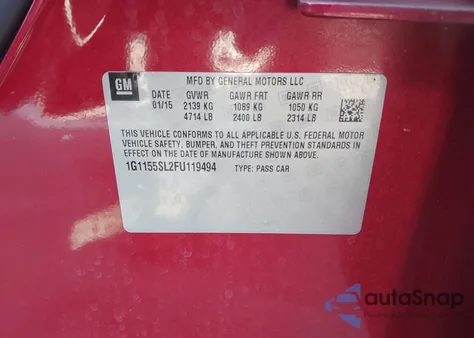 GM
MFD BY GENERAL MOTORS LLC
DATE GVWR GAWR FRT GAWR RR
01/15 2139 KG 1089 KG 1050 KG
4714 LB 2400 LB 2314 LB
THIS VEHICLE CONFORMS TO ALL APPLICABLE U.S. FEDERAL MOTOR
VEHICLE SAFETY, BUMPER, AND THEFT PREVENTION STANDARDS IN
EFFECT ON THE DATE OF MANUFACTURE SHOWN ABOVE.
1G1155SL2FU119494 TYPE: PASS CAR
autoSnap